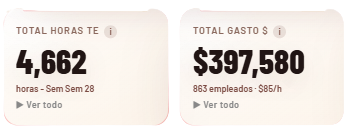 TOTAL HORAS TE i
4,662
horas - Sem Sem 28
▶ Ver todo
TOTAL GASTO $ i
$397,580
863 empleados · $85/h
▶ Ver todo